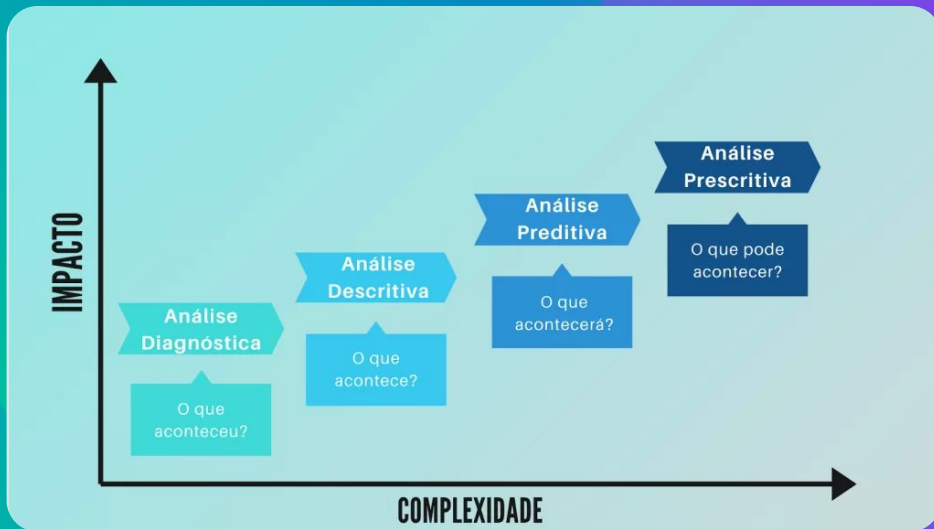 IMPACTO
Análise
Diagnóstica
O que
aconteceu?
Análise
Descritiva
O que
acontece?
Análise
Preditiva
O que
acontecerá?
Análise
Prescritiva
O que pode
acontecer?
COMPLEXIDADE